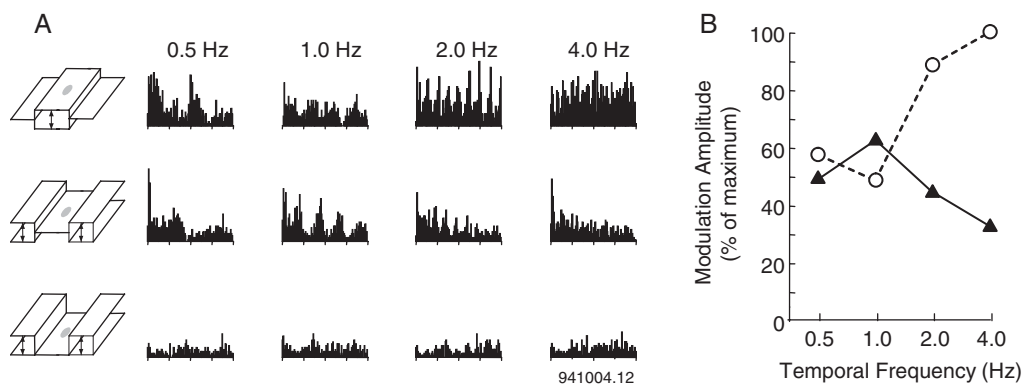 A
0.5 Hz 1.0 Hz 2.0 Hz 4.0 Hz
941004.12
B
Modulation Amplitude
(% of maximum)
100
80
60
40
20
0
0.5 1.0 2.0 4.0
Temporal Frequency (Hz)